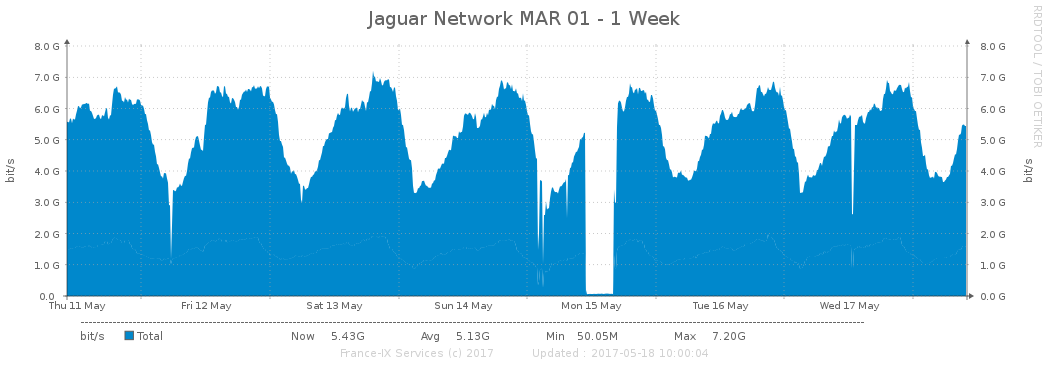 Jaguar Network MAR 01 - 1 Week
RRDTOOL / TOBI OETIKER
8.0 G 8.0 G
7.0 G 7.0 G
6.0 G 6.0 G
5.0 G 5.0 G
4.0 G 4.0 G
3.0 G 3.0 G
2.0 G 2.0 G
1.0 G 1.0 G
0.0 0.0 G
bit/s bit/s
Thu 11 May Fri 12 May Sat 13 May Sun 14 May Mon 15 May Tue 16 May Wed 17 May
bit/s Total Now 5.43G Avg 5.13G Min 50.05M Max 7.20G
France-IX Services (c) 2017 Updated : 2017-05-18 10:00:04